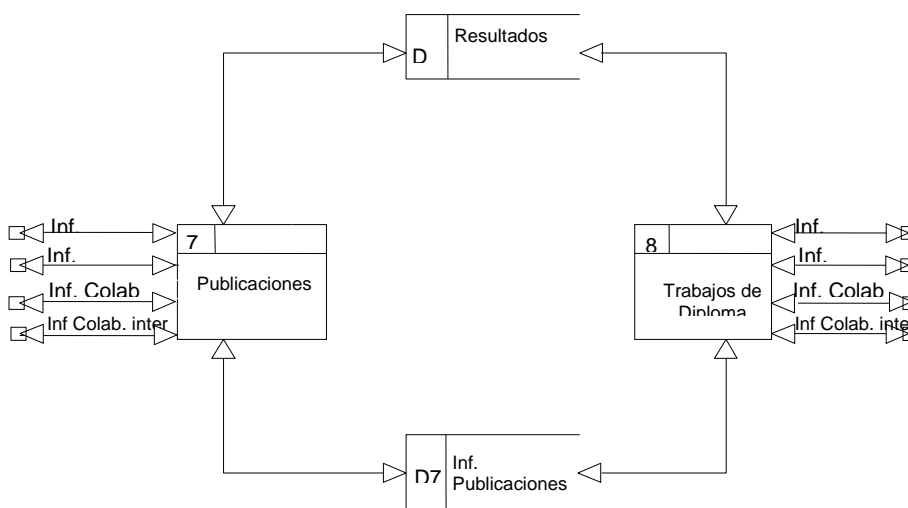 D
Resultados
Inf.
Inf.
Inf. Colab
Inf Colab. inter
7
Publicaciones
8
Trabajos de
Diploma
Inf.
Inf.
Inf. Colab
Inf Colab. inte
D7
Inf.
Publicaciones